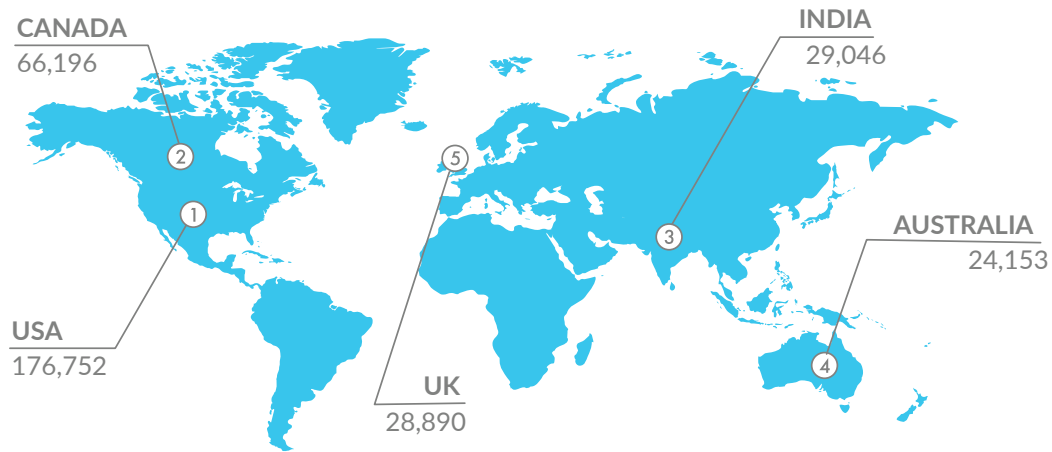 CANADA
66,196
INDIA
29,046
2
5
1
3
AUSTRALIA
24,153
USA
176,752
4
UK
28,890